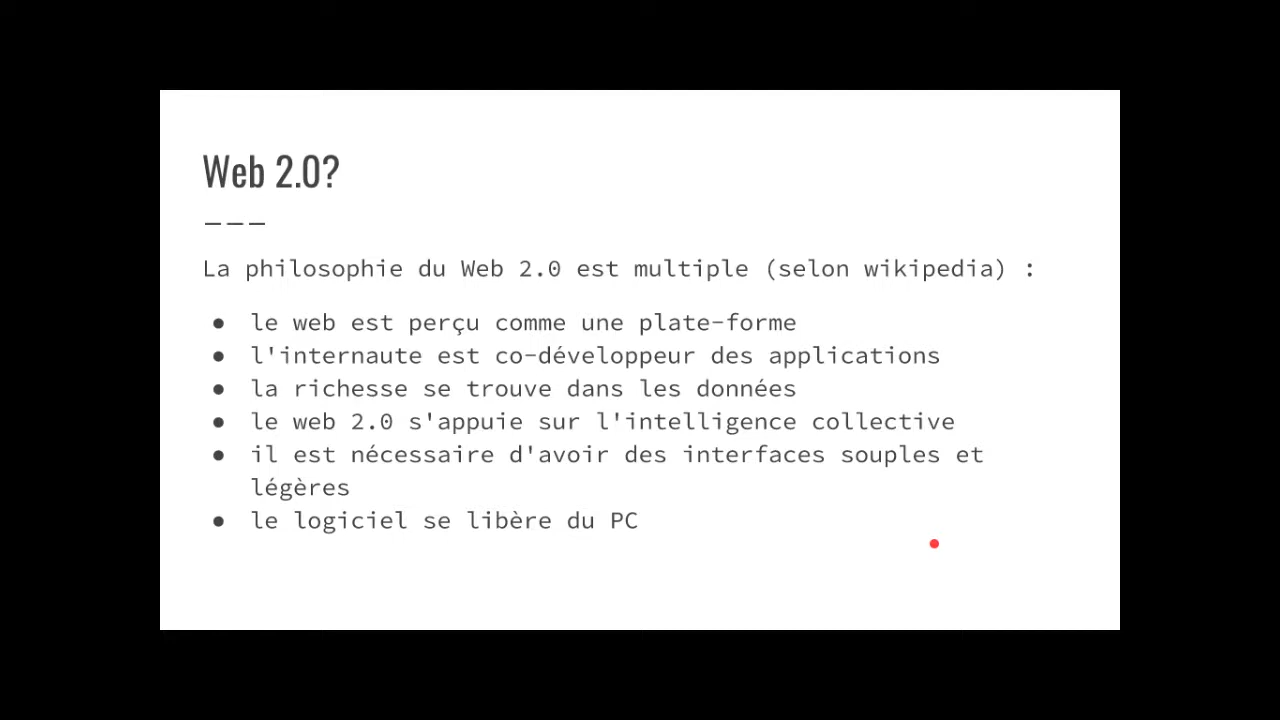 Web 2.0?
———
La philosophie du Web 2.0 est multiple (selon wikipedia) :
● le web est perçu comme une plate-forme
● l'internaute est co-développeur des applications
● la richesse se trouve dans les données
● le web 2.0 s'appuie sur l'intelligence collective
● il est nécessaire d'avoir des interfaces souples et
légères
● le logiciel se libère du PC